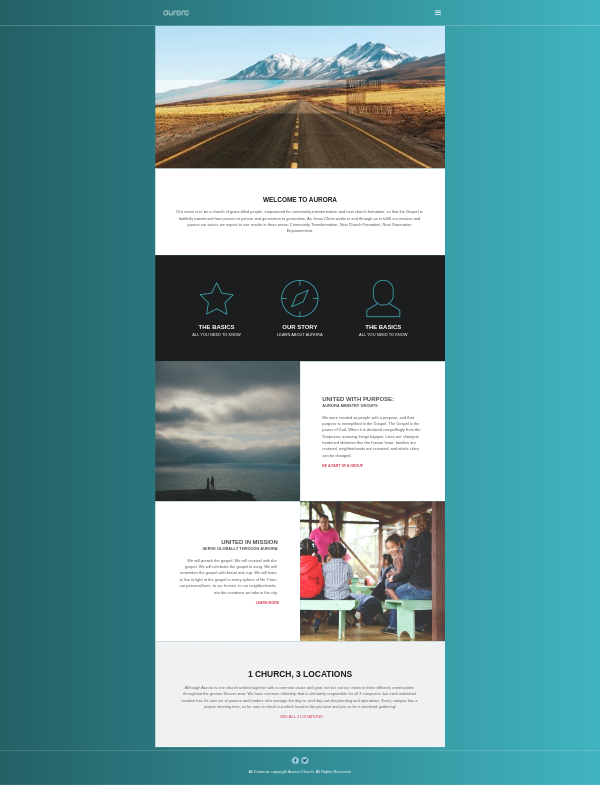 aurora
WHERE HE
MOVES
WE WILL FOLLOW
WELCOME TO AURORA
Our vision is to be a church of grace-filled people, empowered for community transformation and new church formation, so that the Gospel is
faithfully transferred from person to person and generation to generation. As Jesus Christ works in and through us to fulfill our mission and
pursue our vision, we expect to see results in three areas: Community Transformation, New Church Formation, Next Generation
Empowerment.
THE BASICS
ALL YOU NEED TO KNOW
OUR STORY
LEARN ABOUT AURORA
THE BASICS
ALL YOU NEED TO KNOW
UNITED WITH PURPOSE:
AURORA MINISTRY GROUPS
We were created as people with a purpose, and that
purpose is exemplified in the Gospel. The Gospel is the
power of God. When it is declared compellingly from the
Scriptures, amazing things happen. Lives are changed,
hardened darkness flee the human heart, families are
restored, neighborhoods are renewed, and whole cities
can be changed.
BE A PART OF A GROUP
UNITED IN MISSION
SERVE GLOBALLY THROUGH AURORA
We will preach the gospel. We will counsel with the
gospel. We will celebrate the gospel in song. We will
remember the gospel with bread and cup. We will learn
to live in light of the gospel in every sphere of life. From
our personal lives, to our homes, to our neighborhoods,
to the vocations we take in the city.
LEARN MORE
1 CHURCH, 3 LOCATIONS
Although Aurora is one church unified together with a common cause and goal, we live out our vision in three different communities
throughout the greater Denver area. We have common eldership that is ultimately responsible for all 3 campuses, but each individual
location has it's own set of pastors and leaders who manage the day-in, and day-out shepherding and operations. Every campus has a
unique meeting time, so be sure to check out which location fits you best and join us for a weekend gathering!
SEE ALL 3 LOCATIONS
All Contents copyright Aurora Church. All Rights Reserved.